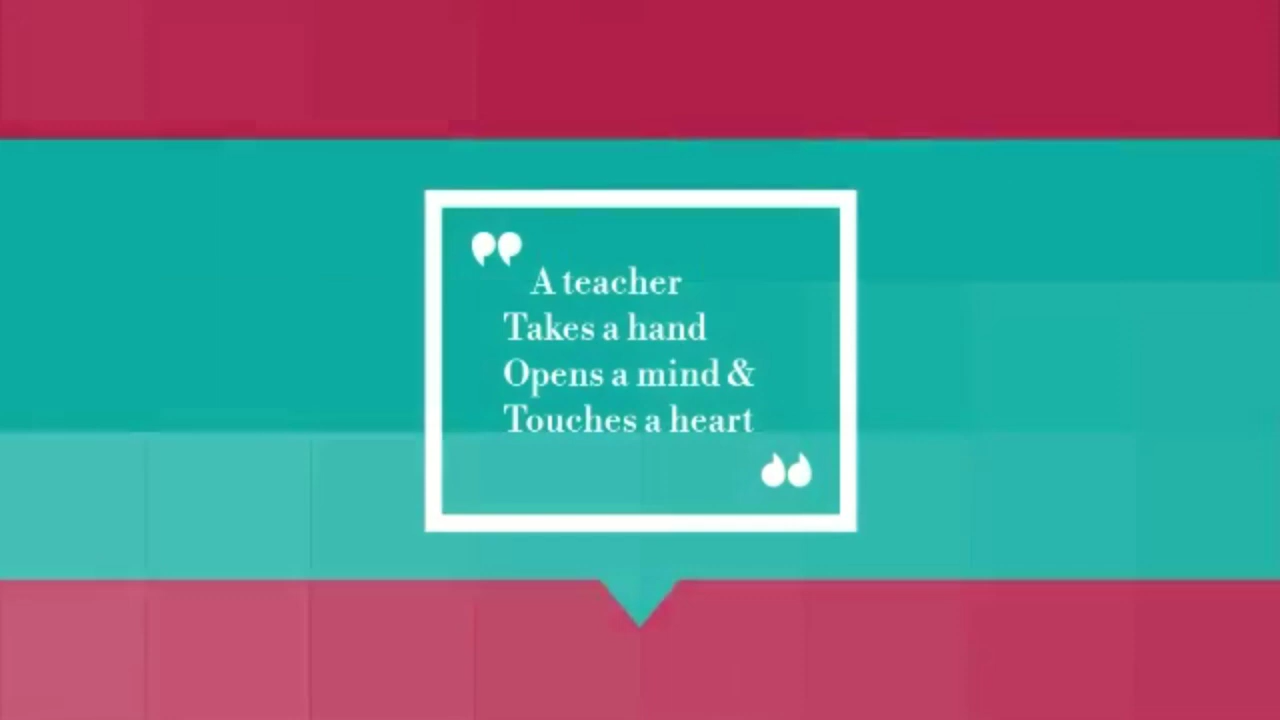 ”
A teacher
Takes a hand
Opens a mind &
Touches a heart
“